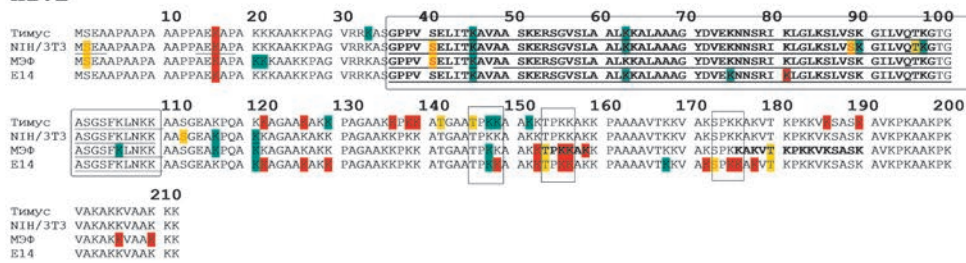 10 20 30 40 50 60 70 80 90 100
Тимус MSEAAPAAPA AAPPAEKAPA KKKAAKKPAG VRRKASGPPV SELITKAVAA SKERSGVSLA ALKKALAAAG YDVEKNNSRI KLGLKSLVSK GILVQTKGTG
NIH/3T3 MSEAAPAAPA AAPPAEKAPA KKKAAKKPAG VRRKASGPPV SELITKAVAA SKERSGVSLA ALKKALAAAG YDVEKNNSRI KLGLKSLVSK GILVQTKGTG
МЭФ MSEAAPAAPA AAPPAEKAPA KKKAAKKPAG VRRKASGPPV SELITKAVAA SKERSGVSLA ALKKALAAAG YDVEKNNSRI KLGLKSLVSK GILVQTKGTG
E14 MSEAAPAAPA AAPPAEKAPA KKKAAKKPAG VRRKASGPPV SELITKAVAA SKERSGVSLA ALKKALAAAG YDVEKNNSRI KLGLKSLVSK GILVQTKGTG
110 120 130 140 150 160 170 180 190 200
Тимус ASGSFKLNKK AASGEAKPQA KKAGAAKAKK PAGAAKKPKK ATGAATPKKA AKKTPKKAKK PAAAAVTKKV AKSPKKAKVT KPKKVKSASK AVKPKAAKPK
NIH/3T3 ASGSFKLNKK AASGEAKPQA KKAGAAKAKK PAGAAKKPKK ATGAATPKKA AKKTPKKAKK PAAAAVTKKV AKSPKKAKVT KPKKVKSASK AVKPKAAKPK
МЭФ ASGSFKLNKK AASGEAKPQA KKAGAAKAKK PAGAAKKPKK ATGAATPKKA AKKTPKKAKK PAAAAVTKKV AKSPKKAKVT KPKKVKSASK AVKPKAAKPK
E14 ASGSFKLNKK AASGEAKPQA KKAGAAKAKK PAGAAKKPKK ATGAATPKKA AKKTPKKAKK PAAAAVTKKV AKSPKKAKVT KPKKVKSASK AVKPKAAKPK
210
Тимус VAKAKKVAAK KK
NIH/3T3 VAKAKKVAAK KK
МЭФ VAKAKKVAAK KK
E14 VAKAKKVAAK KK